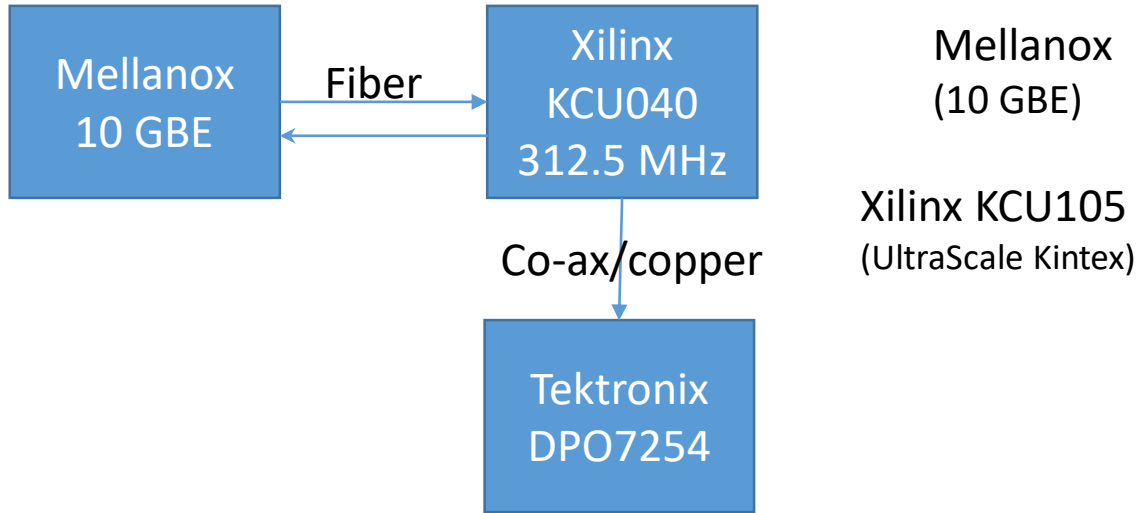 Mellanox
10 GBE
Fiber
Xilinx
KCU040
312.5 MHz
Co-ax/copper
Tektronix
DPO7254
Mellanox
(10 GBE)
Xilinx KCU105
(UltraScale Kintex)